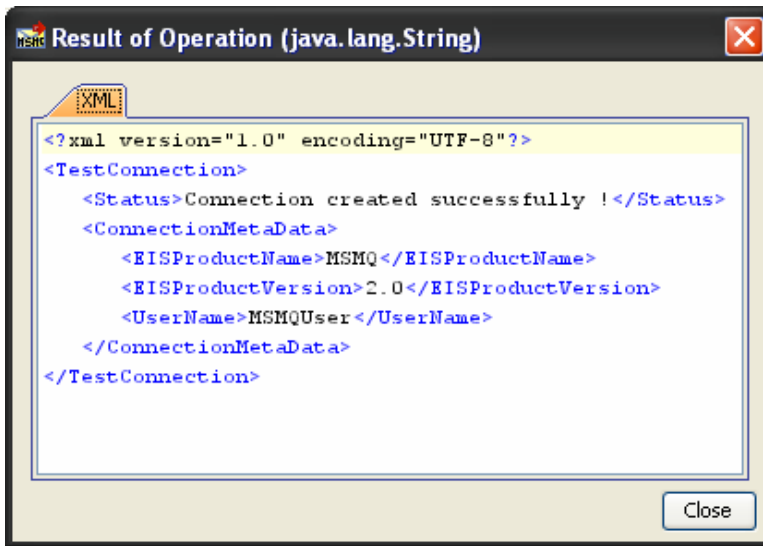 Result of Operation (java.lang.String)
XML
<?xml version="1.0" encoding="UTF-8"?>
<TestConnection>
<Status>Connection created successfully !</Status>
<ConnectionMetaData>
<EISProductName>MSMQ</EISProductName>
<EISProductVersion>2.0</EISProductVersion>
<UserName>MSMQUser</UserName>
</ConnectionMetaData>
</TestConnection>
Close